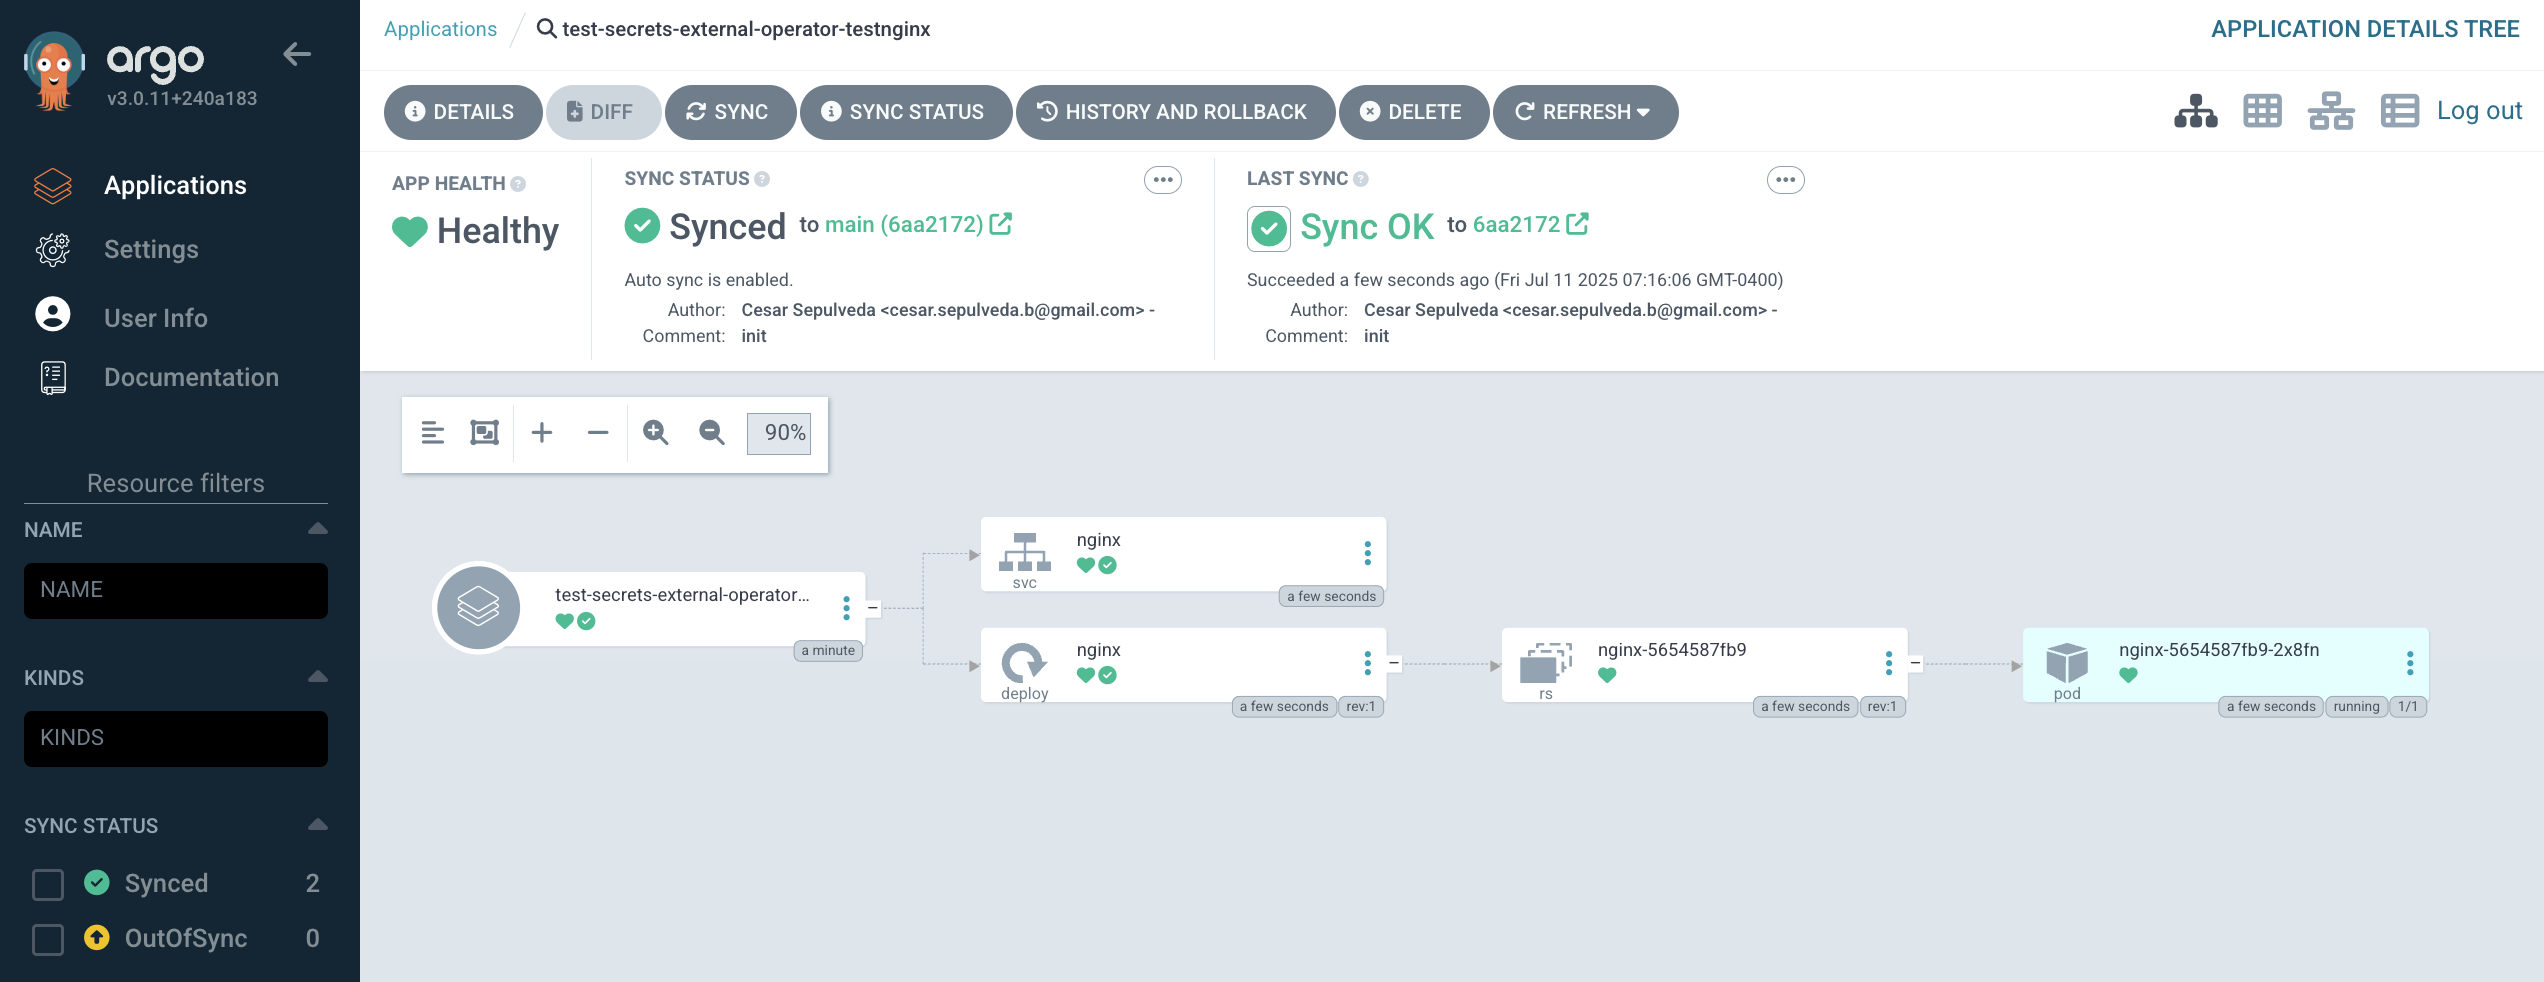 argo
v3.0.11+240a183
Applications
Settings
User Info
Documentation
Resource filters
NAME
NAME
KINDS
KINDS
SYNC STATUS
Synced 2
OutOfSync 0
Applications / test-secrets-external-operator-testnginx
APPLICATION DETAILS TREE
DETAILS DIFF SYNC SYNC STATUS HISTORY AND ROLLBACK DELETE REFRESH
Log out
APP HEALTH ?
Healthy
SYNC STATUS ?
Synced to main (6aa2172)
Auto sync is enabled.
Author: Cesar Sepulveda <cesar.sepulveda.b@gmail.com> -
Comment: init
LAST SYNC ?
Sync OK to 6aa2172
Succeeded a few seconds ago (Fri Jul 11 2025 07:16:06 GMT-0400)
Author: Cesar Sepulveda <cesar.sepulveda.b@gmail.com> -
Comment: init
90%
test-secrets-external-operator...
a minute
nginx
svc
a few seconds
nginx
deploy
a few seconds rev:1
nginx-5654587fb9
rs
a few seconds rev:1
nginx-5654587fb9-2x8fn
pod
a few seconds running 1/1